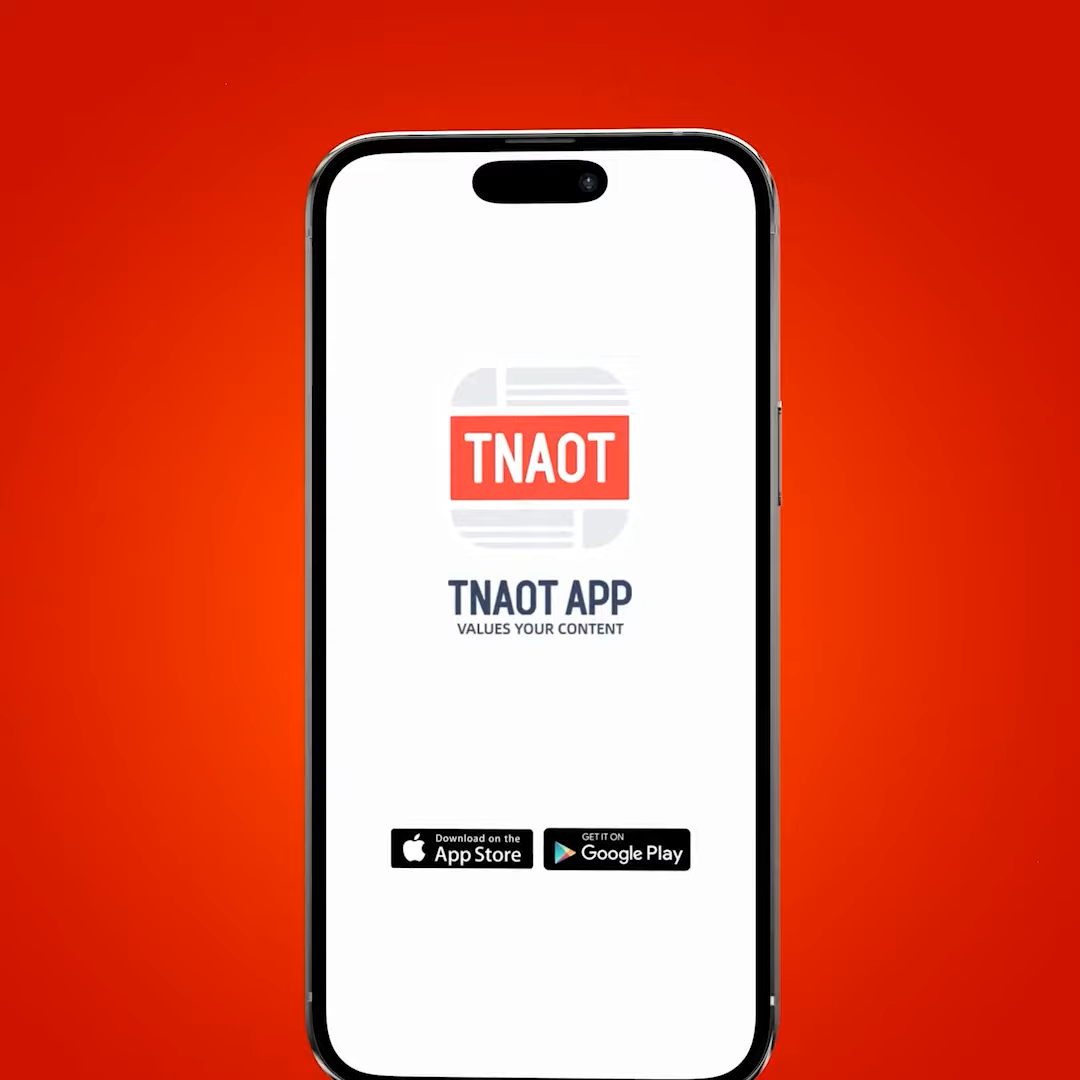 TNAOT
TNAOT APP
VALUES YOUR CONTENT
Download on the
App Store
GET IT ON
Google Play